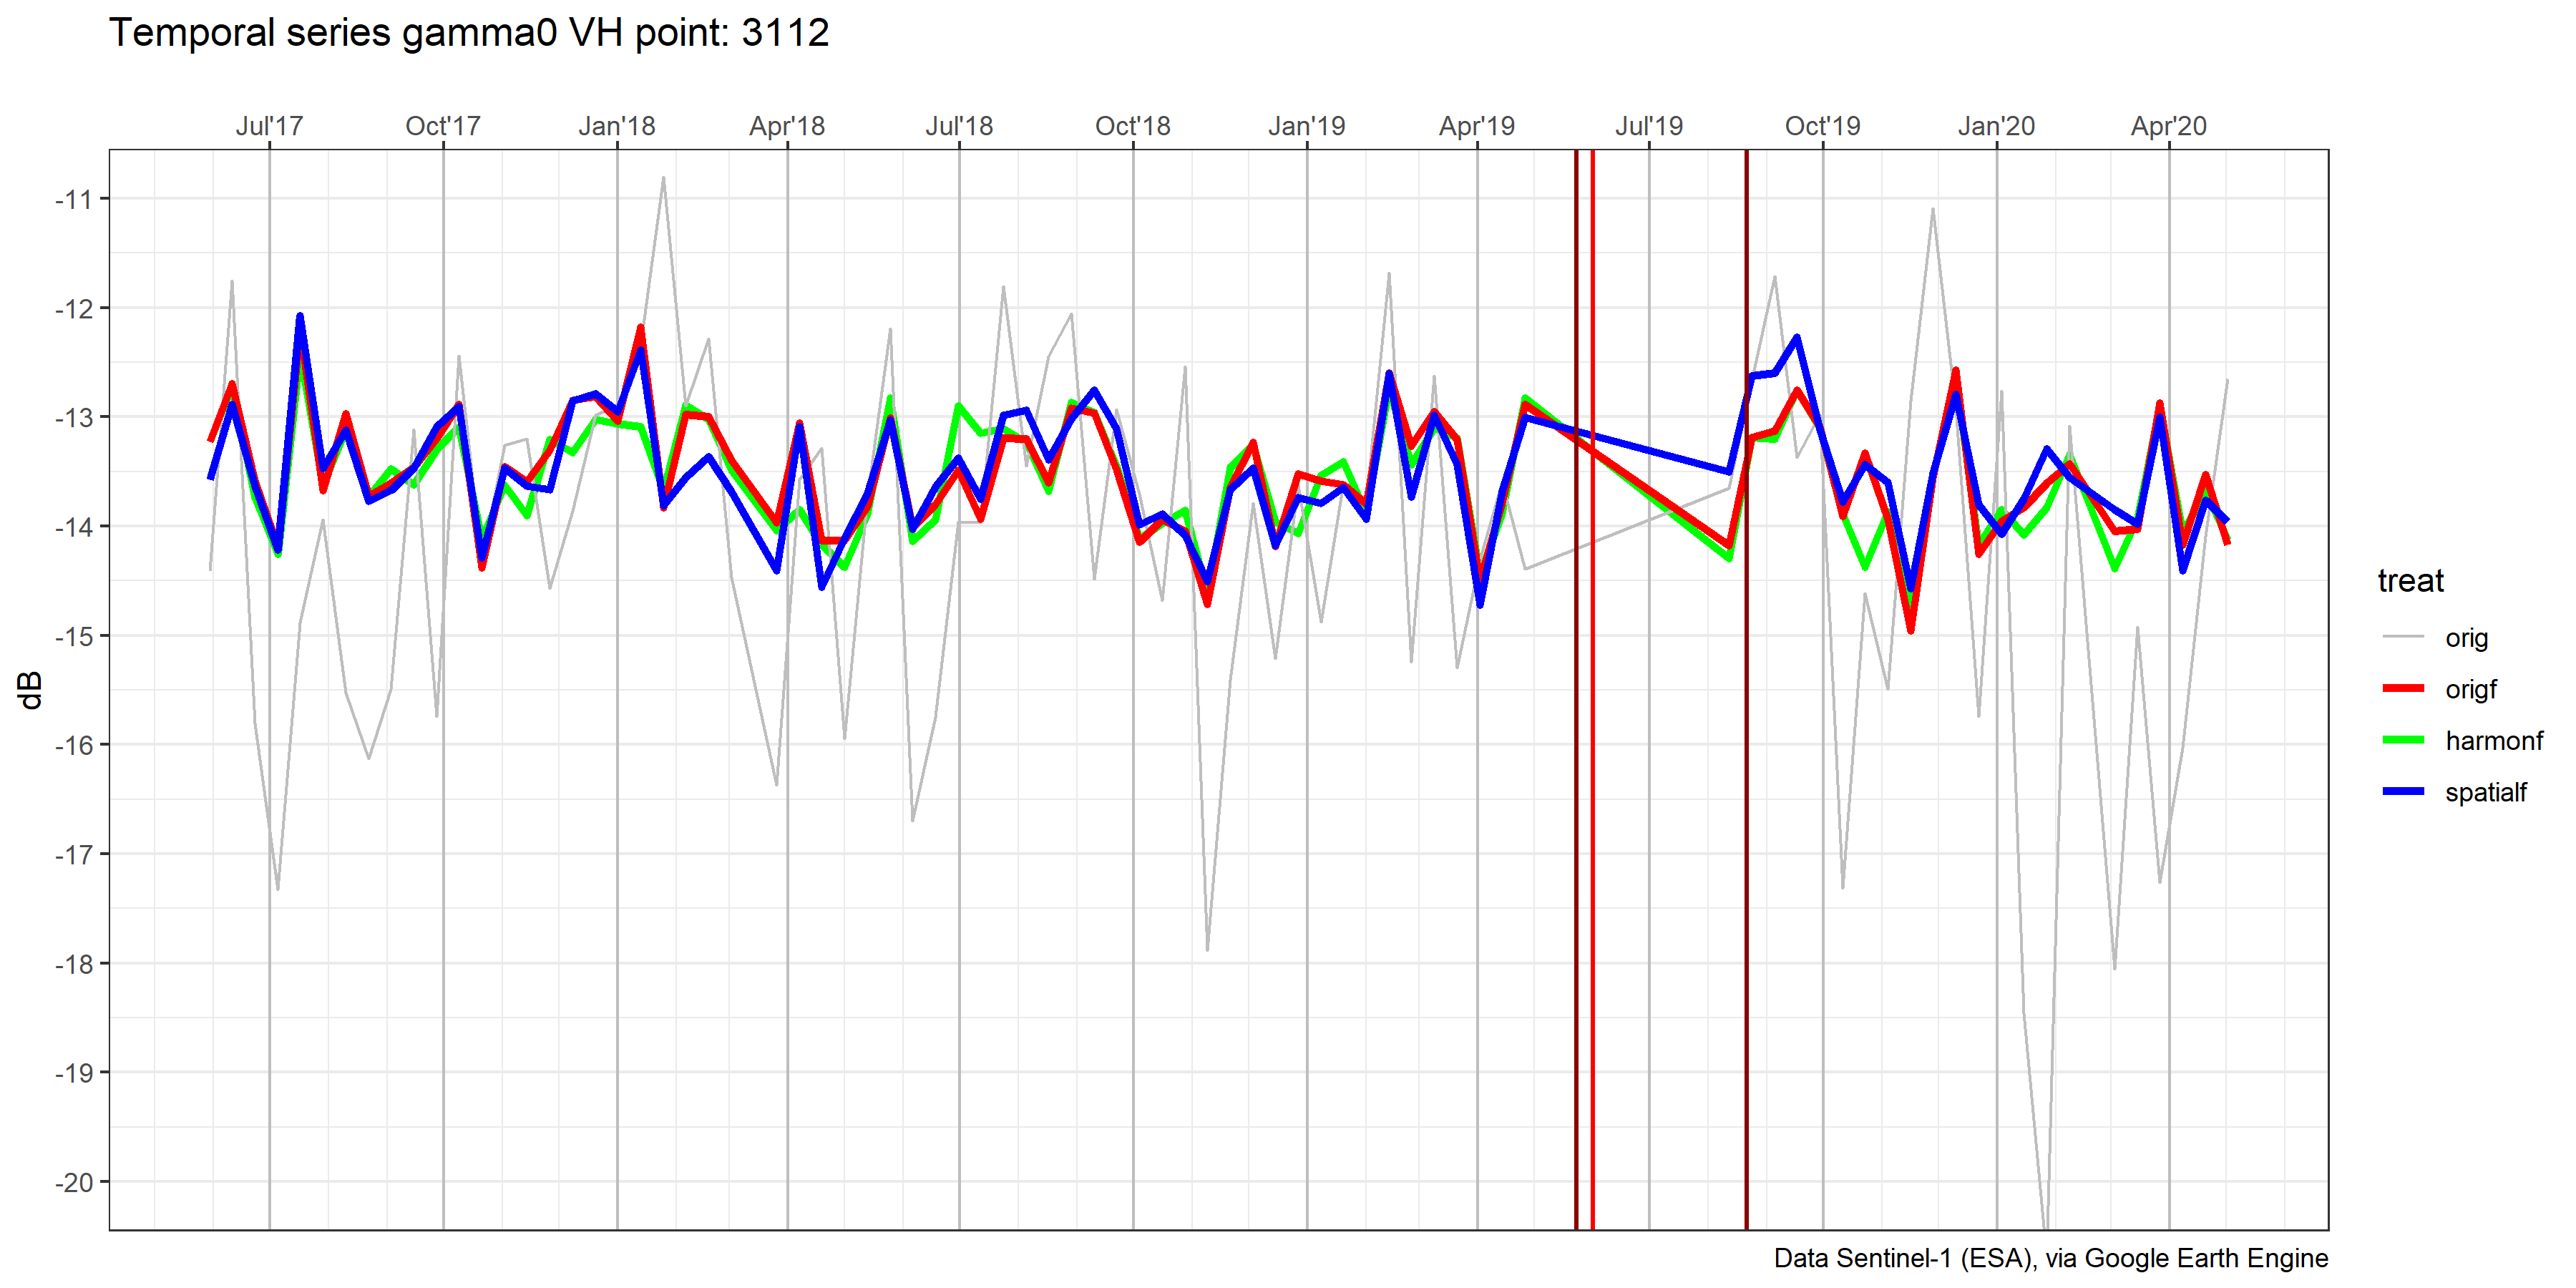 Temporal series gamma0 VH point: 3112
Jul'17 Oct'17 Jan'18 Apr'18 Jul'18 Oct'18 Jan'19 Apr'19 Jul'19 Oct'19 Jan'20 Apr'20
-11
-12
-13
-14
-15
-16
-17
-18
-19
-20
dB
treat
orig
origf
harmonf
spatialf
Data Sentinel-1 (ESA), via Google Earth Engine